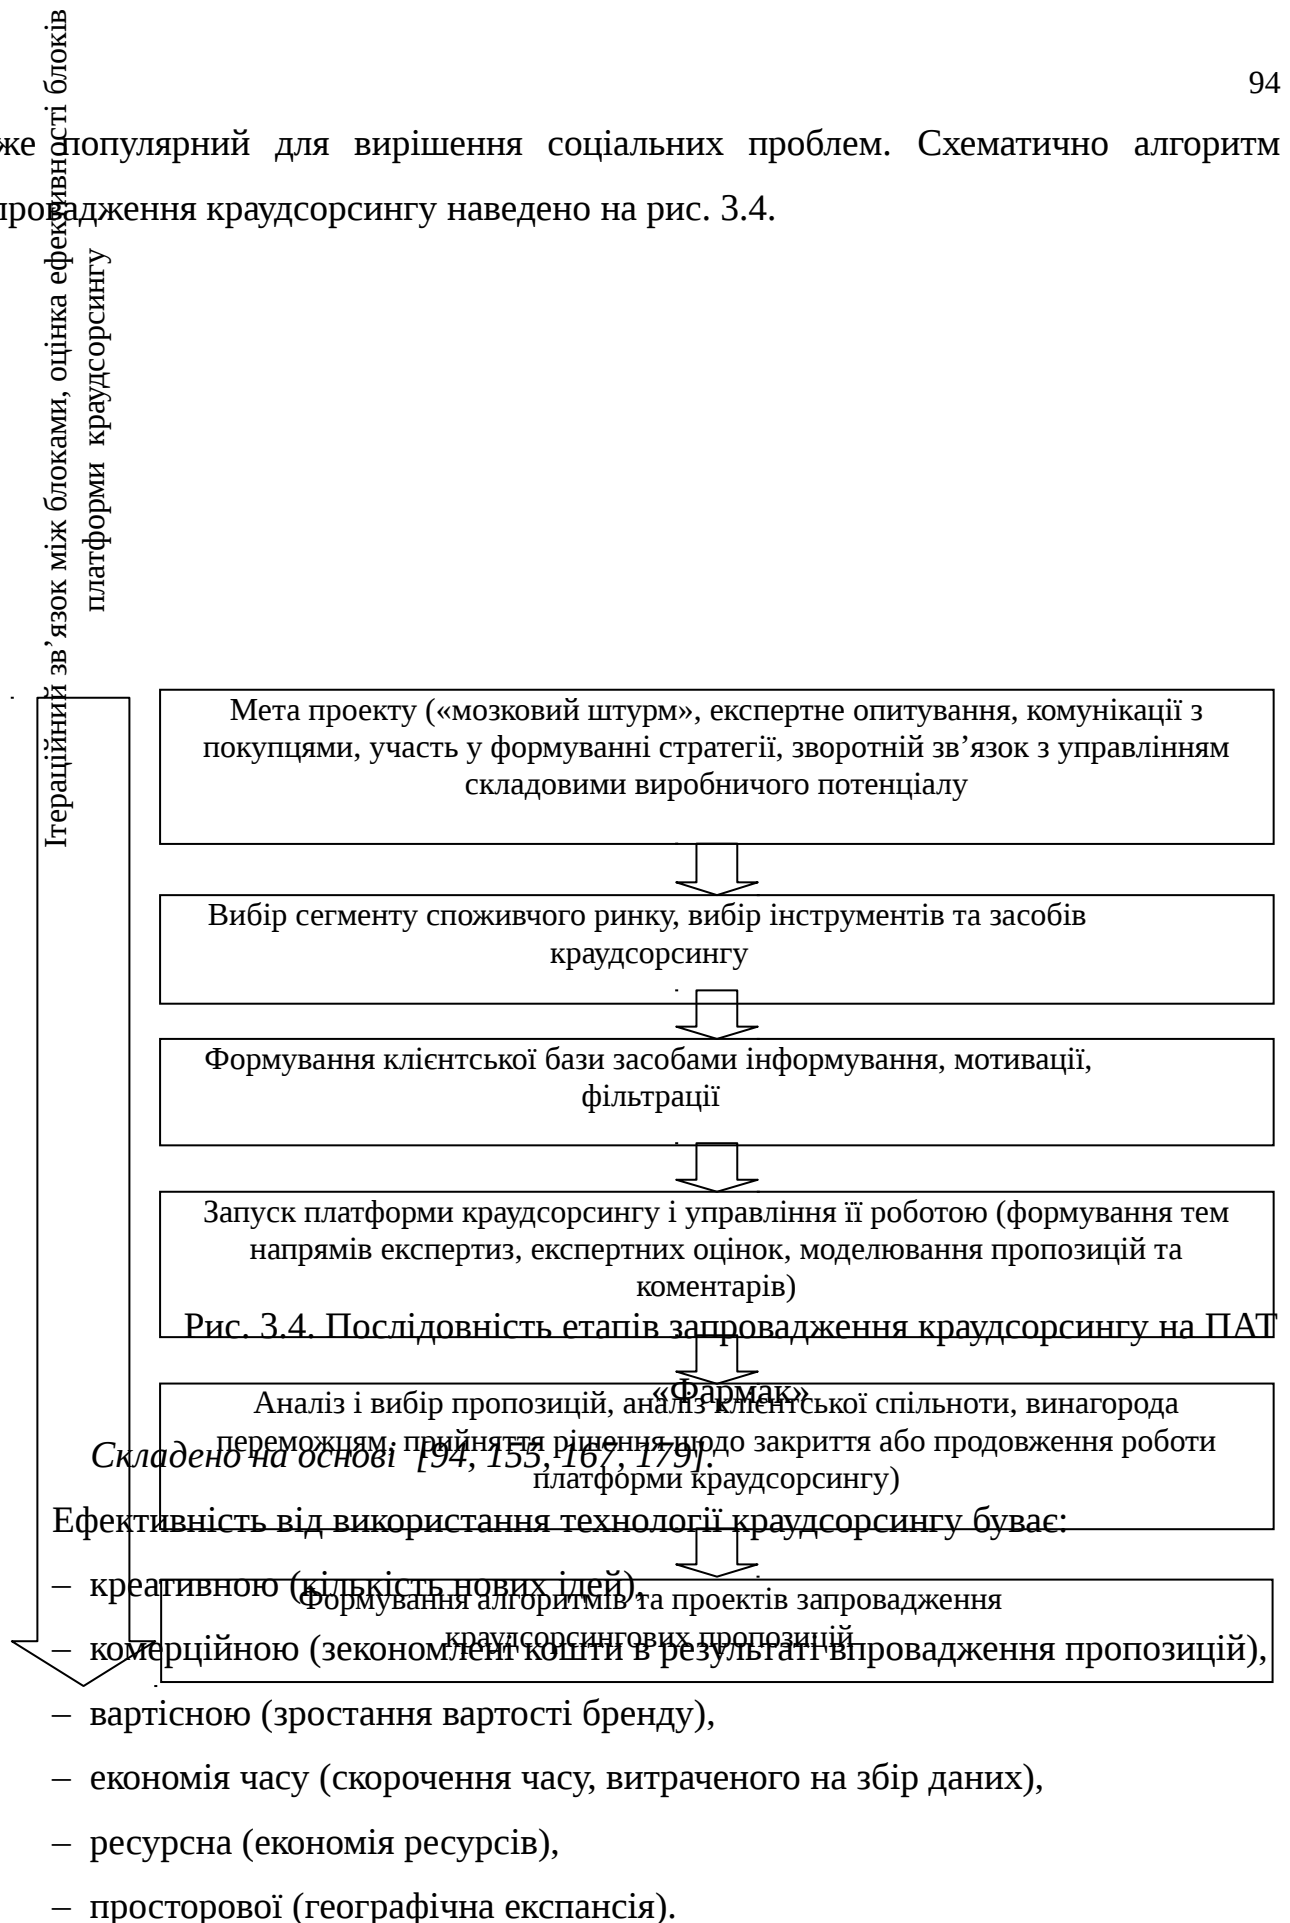 94
же популярний для вирішення соціальних проблем. Схематично алгоритм
провадження краудсорсингу наведено на рис. 3.4.
Ітераційний зв’язок між блоками, оцінка ефективності блоків
платформи краудсорсингу
Мета проекту («мозковий штурм», експертне опитування, комунікації з
покупцями, участь у формуванні стратегії, зворотній зв’язок з управлінням
складовими виробничого потенціалу
Вибір сегменту споживчого ринку, вибір інструментів та засобів
краудсорсингу
Формування клієнтської бази засобами інформування, мотивації,
фільтрації
Запуск платформи краудсорсингу і управління її роботою (формування тем
напрямів експертиз, експертних оцінок, моделювання пропозицій та
коментарів)
Рис. 3.4. Послідовність етапів запровадження краудсорсингу на ПАТ
«Фармак»
Аналіз і вибір пропозицій, аналіз клієнтської спільноти, винагорода
переможцям, прийняття рішення щодо закриття або продовження роботи
платформи краудсорсингу)
Складено на основі [94, 155, 167, 179].
Ефективність від використання технології краудсорсингу буває:
– креативною (кількість нових ідей),
Формування алгоритмів та проектів запровадження
краудсорсингових пропозицій
– комерційною (зекономлені кошти в результаті впровадження пропозицій),
– вартісною (зростання вартості бренду),
– економія часу (скорочення часу, витраченого на збір даних),
– ресурсна (економія ресурсів),
– просторової (географічна експансія).